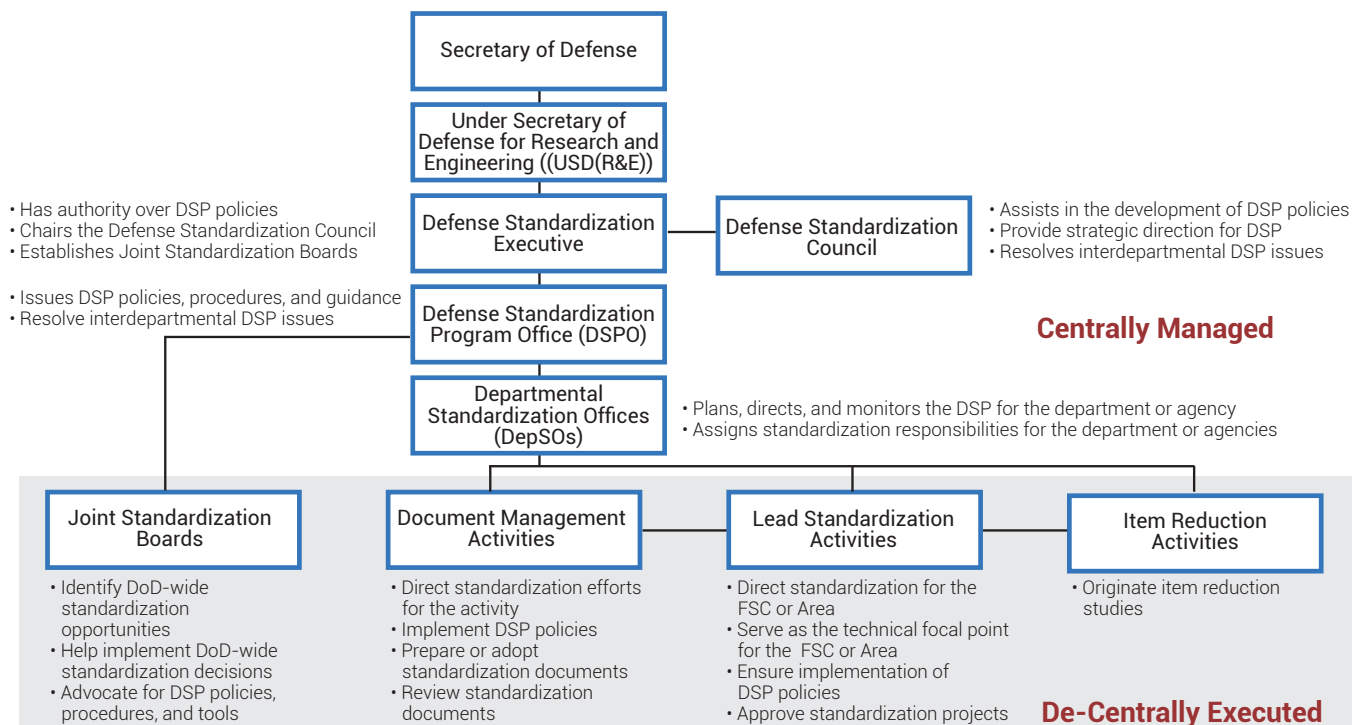 Secretary of Defense
Under Secretary of
Defense for Research and
Engineering ((USD(R&E))
• Has authority over DSP policies
• Chairs the Defense Standardization Council
• Establishes Joint Standardization Boards
Defense Standardization
Executive
Defense Standardization
Council
• Assists in the development of DSP policies
• Provide strategic direction for DSP
• Resolves interdepartmental DSP issues
• Issues DSP policies, procedures, and guidance
• Resolve interdepartmental DSP issues
Defense Standardization
Program Office (DSPO)
Centrally Managed
Departmental
Standardization Offices
(DepSOs)
• Plans, directs, and monitors the DSP for the department or agency
• Assigns standardization responsibilities for the department or agencies
Joint Standardization
Boards
• Identify DoD-wide
standardization
opportunities
• Help implement DoD-wide
standardization decisions
• Advocate for DSP policies,
procedures, and tools
Document Management
Activities
• Direct standardization efforts
for the activity
• Implement DSP policies
• Prepare or adopt
standardization documents
• Review standardization
documents
Lead Standardization
Activities
• Direct standardization for the
FSC or Area
• Serve as the technical focal point
for the FSC or Area
• Ensure implementation of
DSP policies
• Approve standardization projects
Item Reduction
Activities
• Originate item reduction
studies
De-Centrally Executed